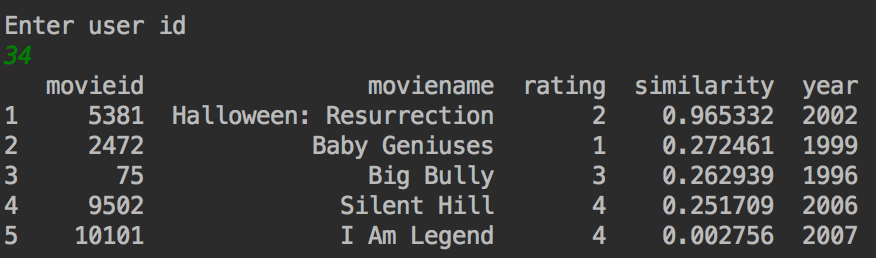 Enter user id
34
movieid moviename rating similarity year
1 5381 Halloween: Resurrection 2 0.965332 2002
2 2472 Baby Geniuses 1 0.272461 1999
3 75 Big Bully 3 0.262939 1996
4 9502 Silent Hill 4 0.251709 2006
5 10101 I Am Legend 4 0.002756 2007